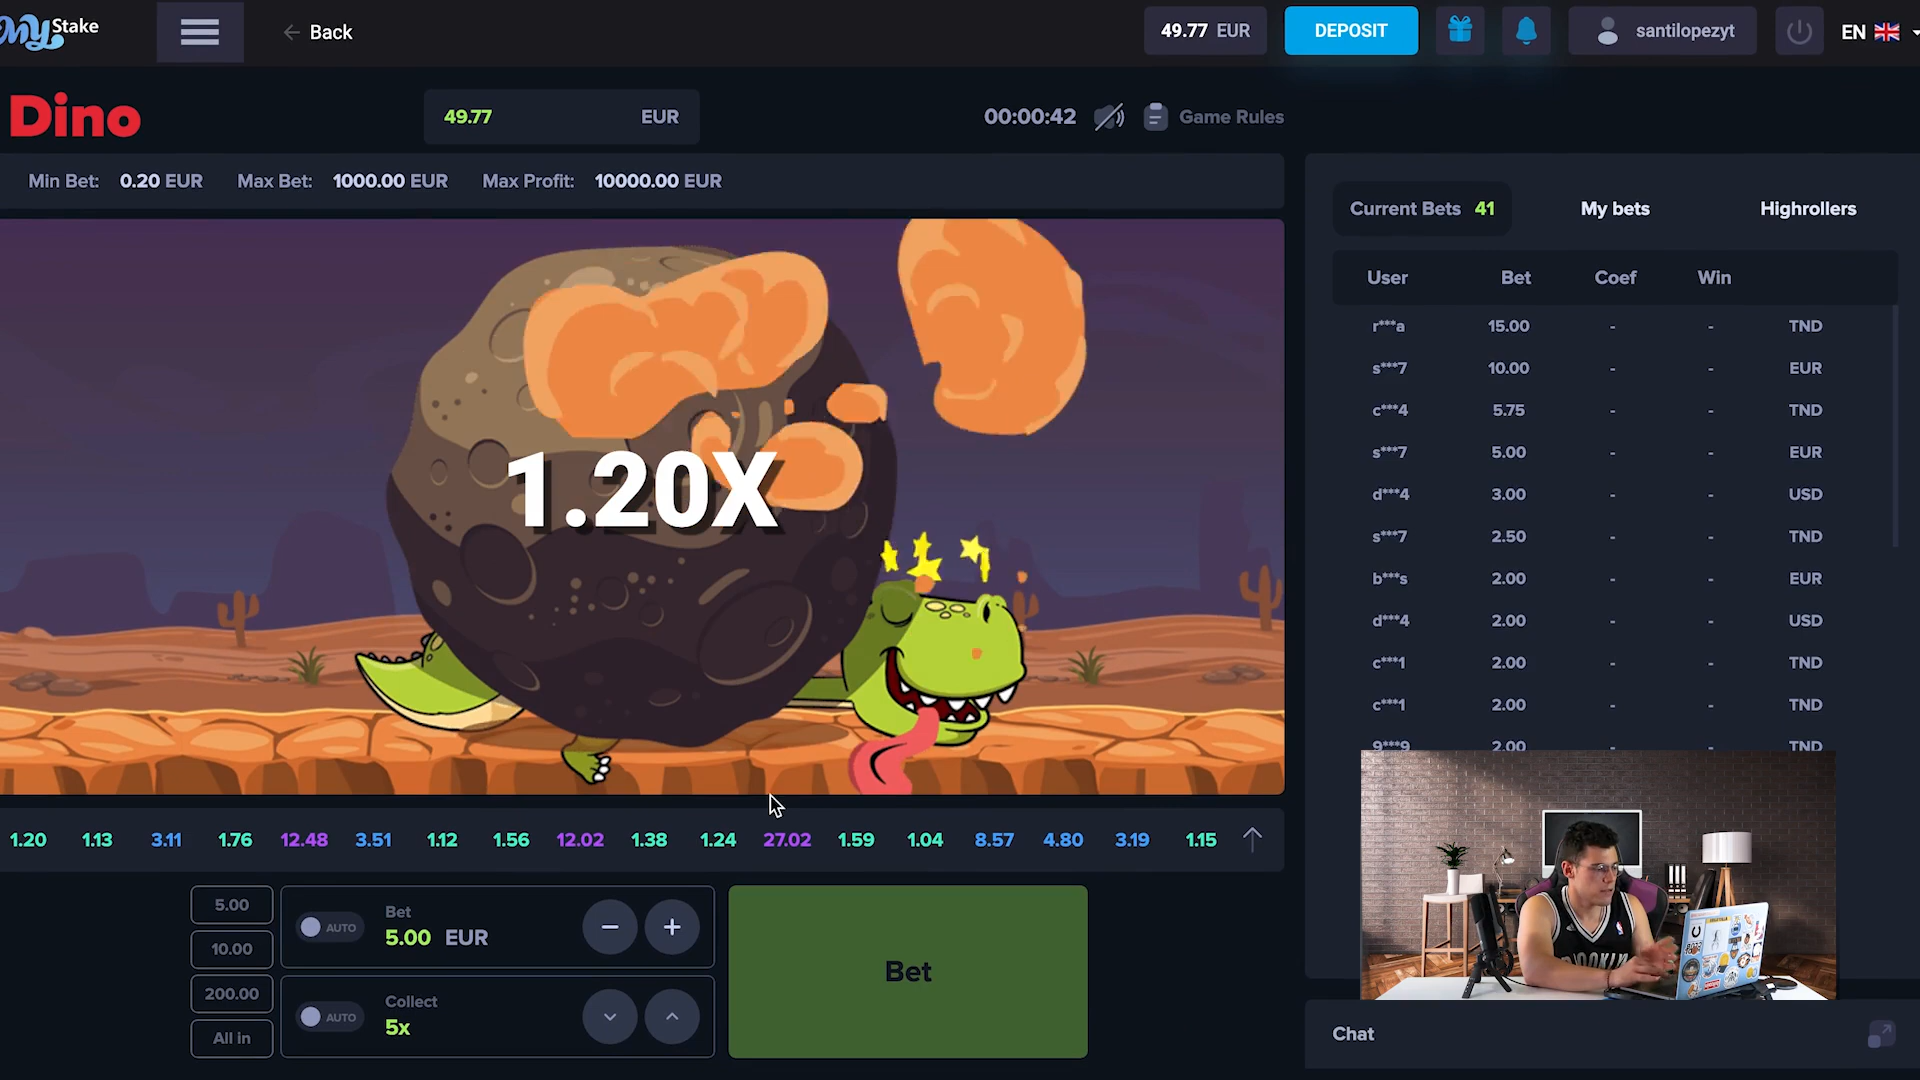 MyStake
Back
49.77 EUR
DEPOSIT
santilopezyt
EN
Dino
49.77 EUR
00:00:42
Game Rules
Min Bet: 0.20 EUR Max Bet: 1000.00 EUR Max Profit: 10000.00 EUR
Current Bets 41
My bets
Highrollers
User Bet Coef Win
r***a 15.00 - - TND
s***7 10.00 - - EUR
c***4 5.75 - - TND
s***7 5.00 - - EUR
d***4 3.00 - - USD
s***7 2.50 - - TND
b***s 2.00 - - EUR
d***4 2.00 - - USD
c***1 2.00 - - TND
c***1 2.00 - - TND
9***9 2.00 - - TND
1.20X
1.20 1.13 3.11 1.76 12.48 3.51 1.12 1.56 12.02 1.38 1.24 27.02 1.59 1.04 8.57 4.80 3.19 1.15
5.00
10.00
200.00
All in
AUTO
Bet
5.00 EUR
AUTO
Collect
5x
Bet
Chat